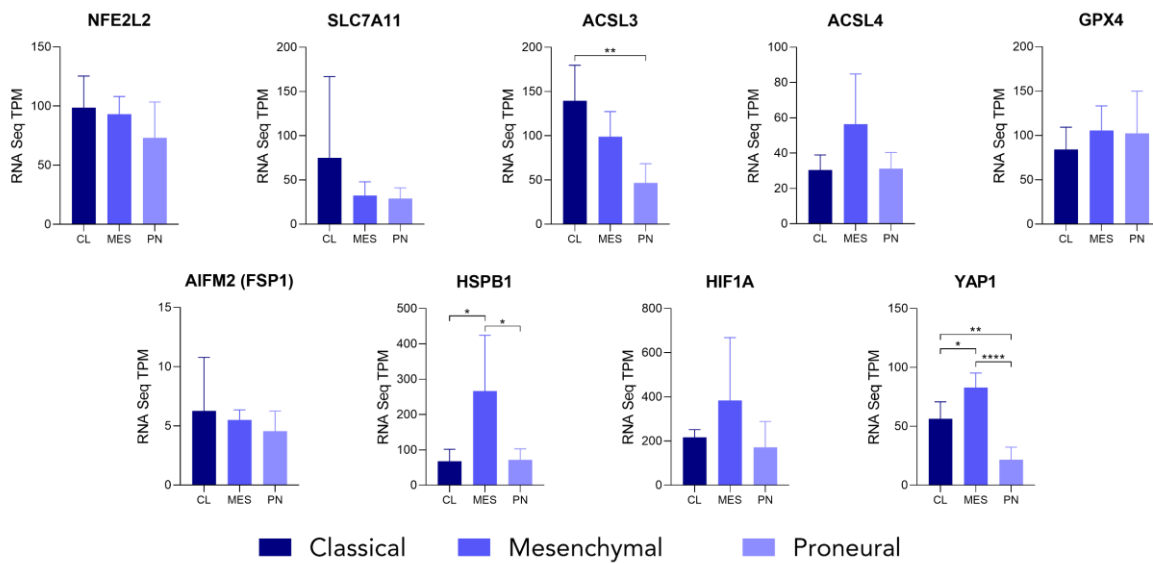 NFE2L2 SLC7A11 ACSL3 ACSL4 GPX4
RNA Seq TPM
150
100
50
0
CL MES PN
RNA Seq TPM
200
150
100
50
0
CL MES PN
RNA Seq TPM
200
150
100
50
0
**
CL MES PN
RNA Seq TPM
100
80
60
40
20
0
CL MES PN
RNA Seq TPM
200
150
100
50
0
CL MES PN
AIFM2 (FSP1) HSPB1 HIF1A YAP1
RNA Seq TPM
15
10
5
0
CL MES PN
RNA Seq TPM
500
400
300
200
100
0
* *
CL MES PN
RNA Seq TPM
800
600
400
200
0
CL MES PN
RNA Seq TPM
150
100
50
0
**
*
****
CL MES PN
Classical Mesenchymal Proneural